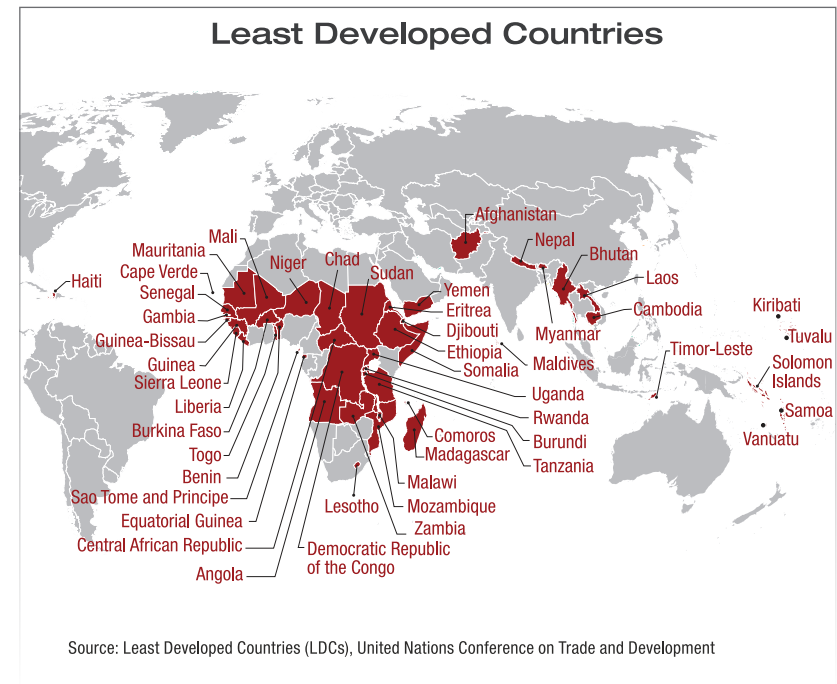 Least Developed Countries
Afghanistan
Nepal
Bhutan
Laos
Cambodia
Myanmar
Maldives
Haiti
Mali
Mauritania
Cape Verde
Senegal
Gambia
Guinea-Bissau
Guinea
Sierra Leone
Liberia
Burkina Faso
Togo
Benin
Sao Tome and Principe
Equatorial Guinea
Central African Republic
Angola
Niger
Chad
Sudan
Yemen
Eritrea
Djibouti
Ethiopia
Somalia
Uganda
Rwanda
Burundi
Tanzania
Comoros
Madagascar
Malawi
Mozambique
Zambia
Lesotho
Democratic Republic
of the Congo
Kiribati
Tuvalu
Timor-Leste
Solomon
Islands
Samoa
Vanuatu
Source: Least Developed Countries (LDCs), United Nations Conference on Trade and Development